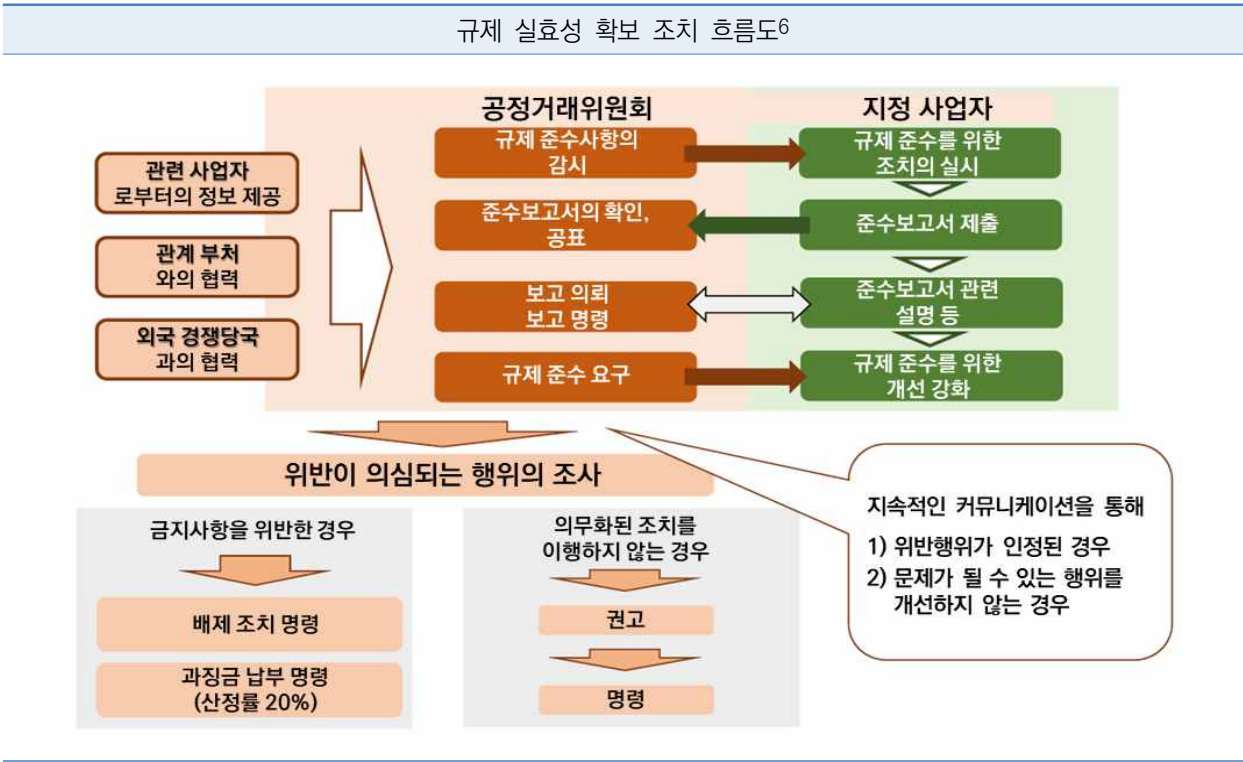 규제 실효성 확보 조치 흐름도6
공정거래위원회
지정 사업자
관련 사업자
로부터의 정보 제공
관계 부처
와의 협력
외국 경쟁당국
과의 협력
규제 준수사항의
감시
규제 준수를 위한
조치의 실시
준수보고서의 확인,
공표
준수보고서 제출
보고 의뢰
보고 명령
준수보고서 관련
설명 등
규제 준수 요구
규제 준수를 위한
개선 강화
위반이 의심되는 행위의 조사
금지사항을 위반한 경우
배제 조치 명령
과징금 납부 명령
(산정률 20%)
의무화된 조치를
이행하지 않는 경우
권고
명령
지속적인 커뮤니케이션을 통해
1) 위반행위가 인정된 경우
2) 문제가 될 수 있는 행위를
개선하지 않는 경우